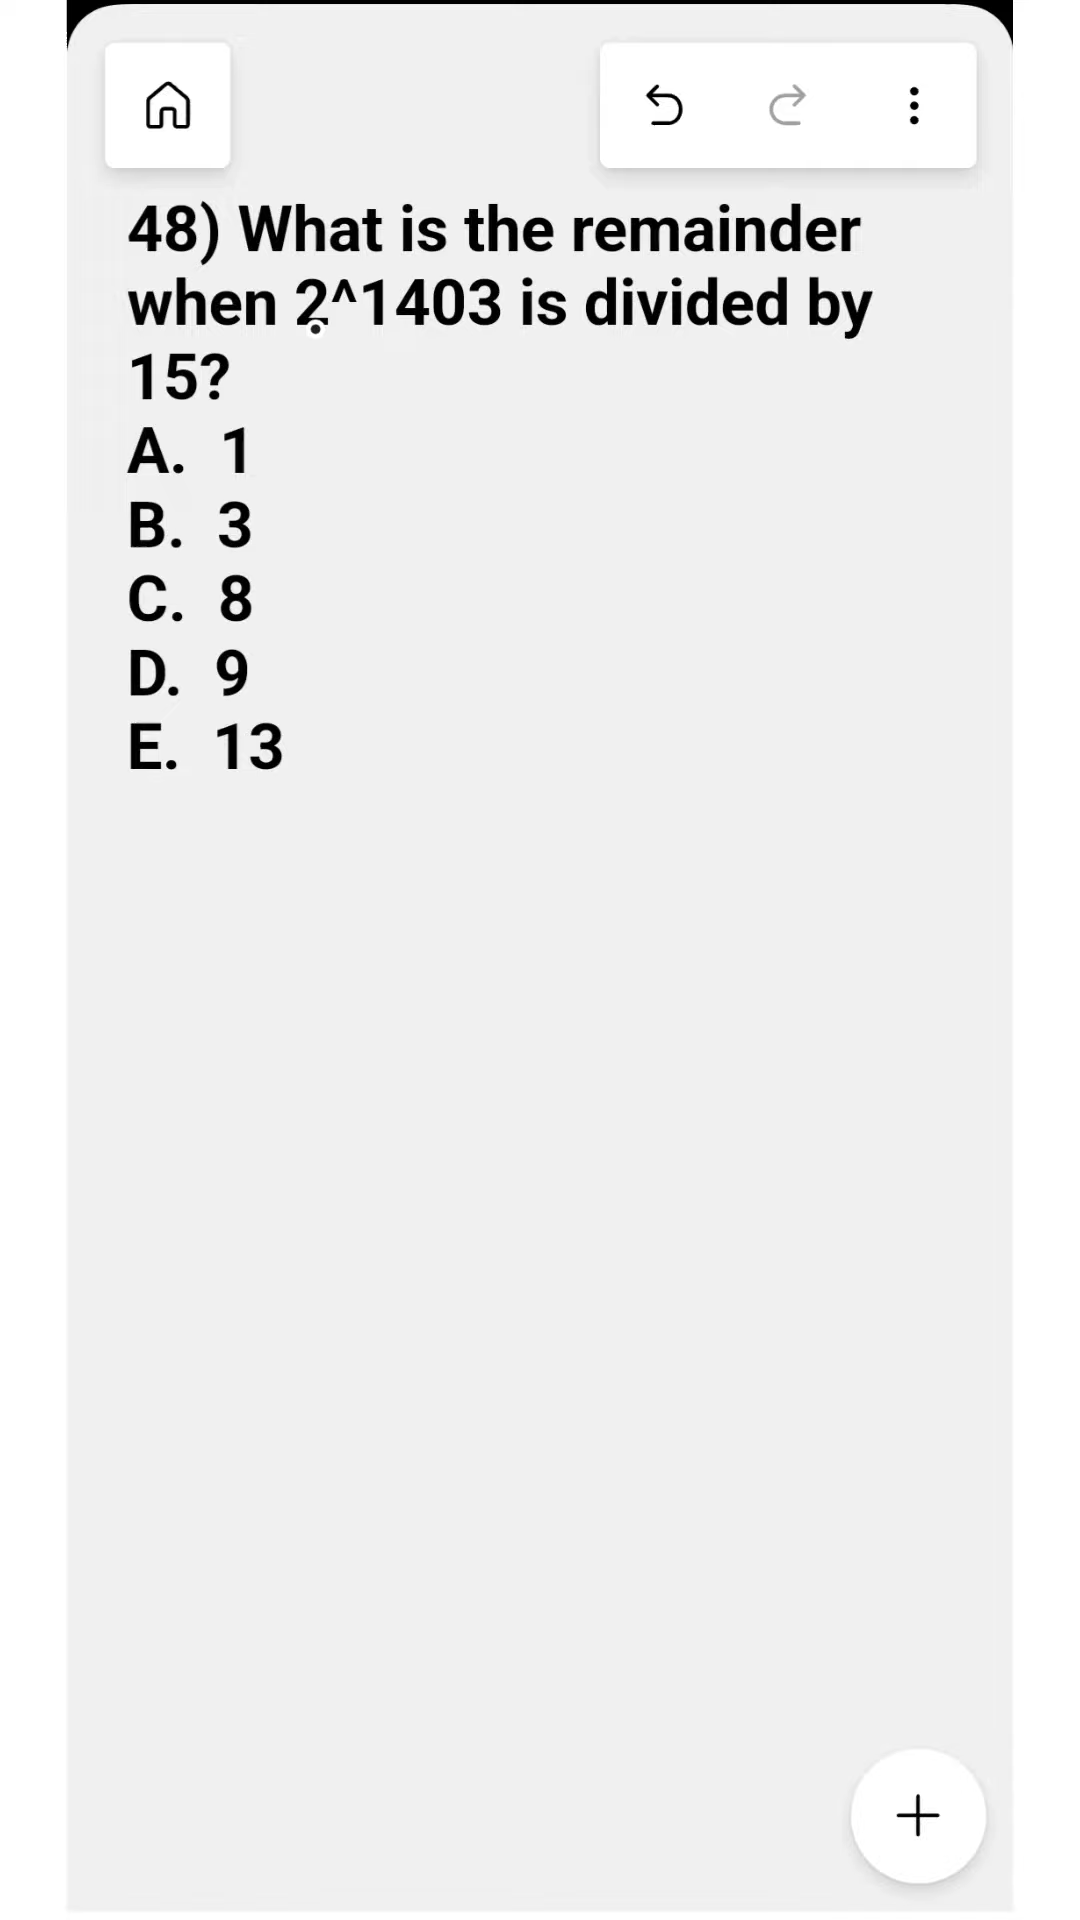 48) What is the remainder
when 2^1403 is divided by
15?
A. 1
B. 3
C. 8
D. 9
E. 13